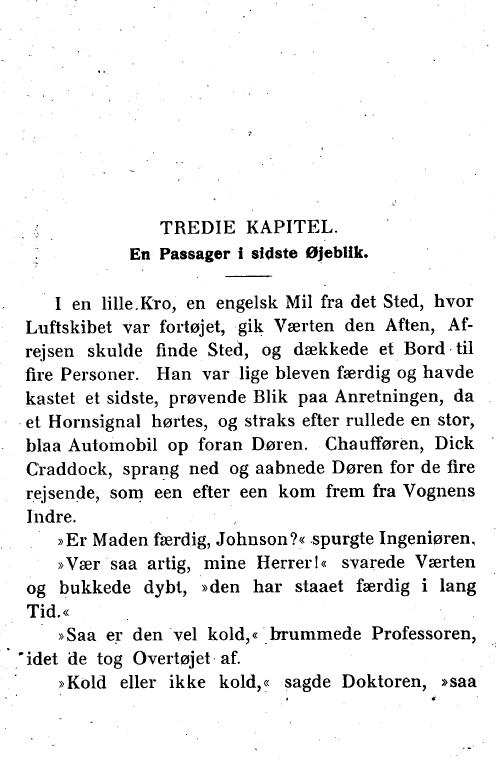 TREDIE KAPITEL.
En Passager i sidste Øjeblik.
I en lille Kro, en engelsk Mil fra det Sted, hvor
Luftskibet var fortøjet, gik Værten den Aften, Af-
rejsen skulde finde Sted, og dækkede et Bord til
fire Personer. Han var lige bleven færdig og havde
kastet et sidste, prøvende Blik paa Anretningen, da
et Hornsignal hørtes, og straks efter rullede en stor,
blaa Automobil op foran Døren. Chaufføren, Dick
Craddock, sprang ned og aabnede Døren for de fire
rejsende, som een efter een kom frem fra Vognens
Indre.
»Er Maden færdig, Johnson?« spurgte Ingeniøren.
»Vær saa artig, mine Herrer!« svarede Værten
og bukkede dybt, »den har staaet færdig i lang
Tid.«
»Saa er den vel kold,« brummede Professoren,
idet de tog Overtøjet af.
»Kold eller ikke kold,« sagde Doktoren, »saa